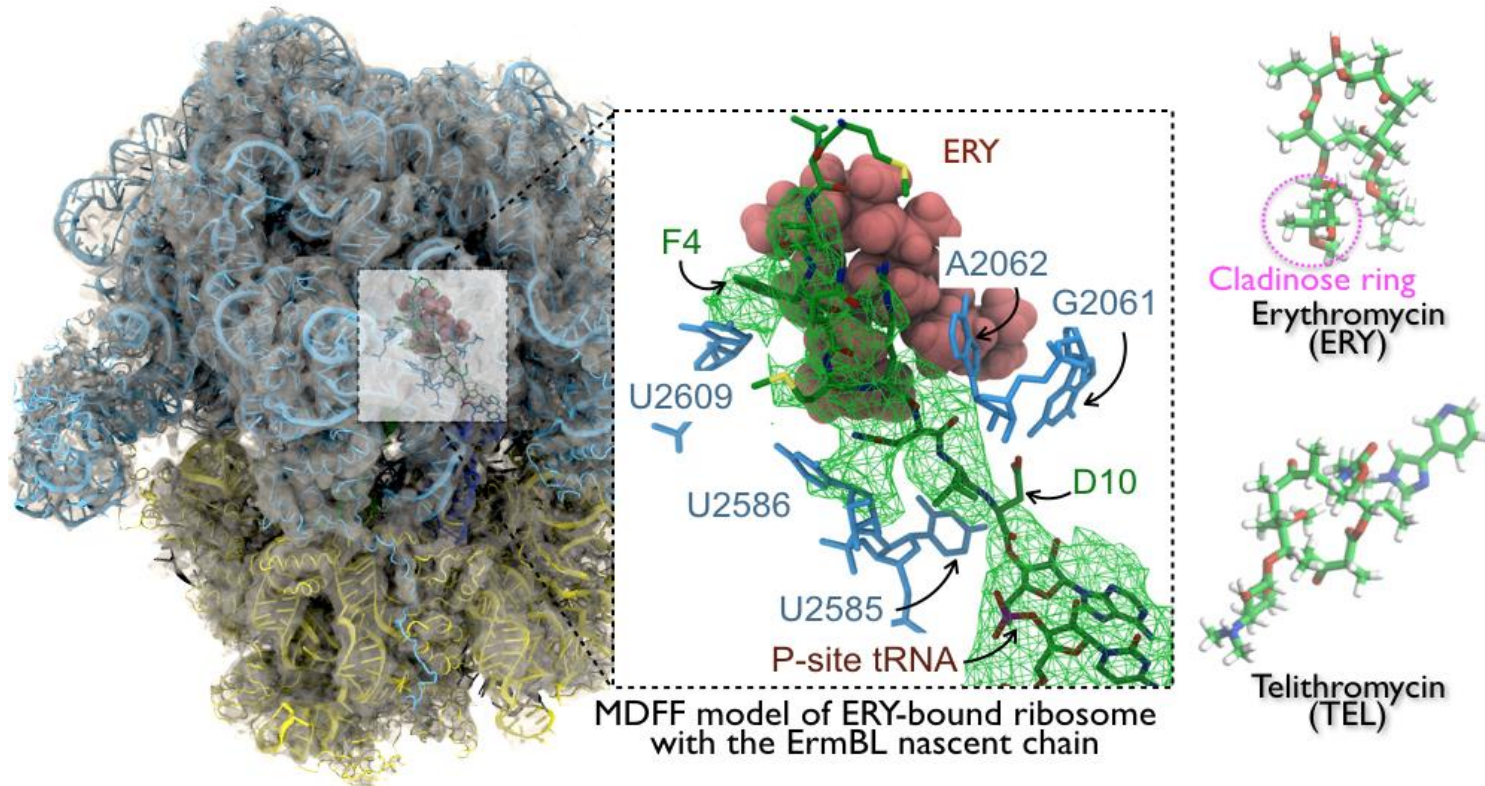 ERY
F4
A2062
G2061
U2609
U2586
D10
U2585
P-site tRNA
MDFF model of ERY-bound ribosome
with the ErmBL nascent chain
Cladinose ring
Erythromycin
(ERY)
Telithromycin
(TEL)